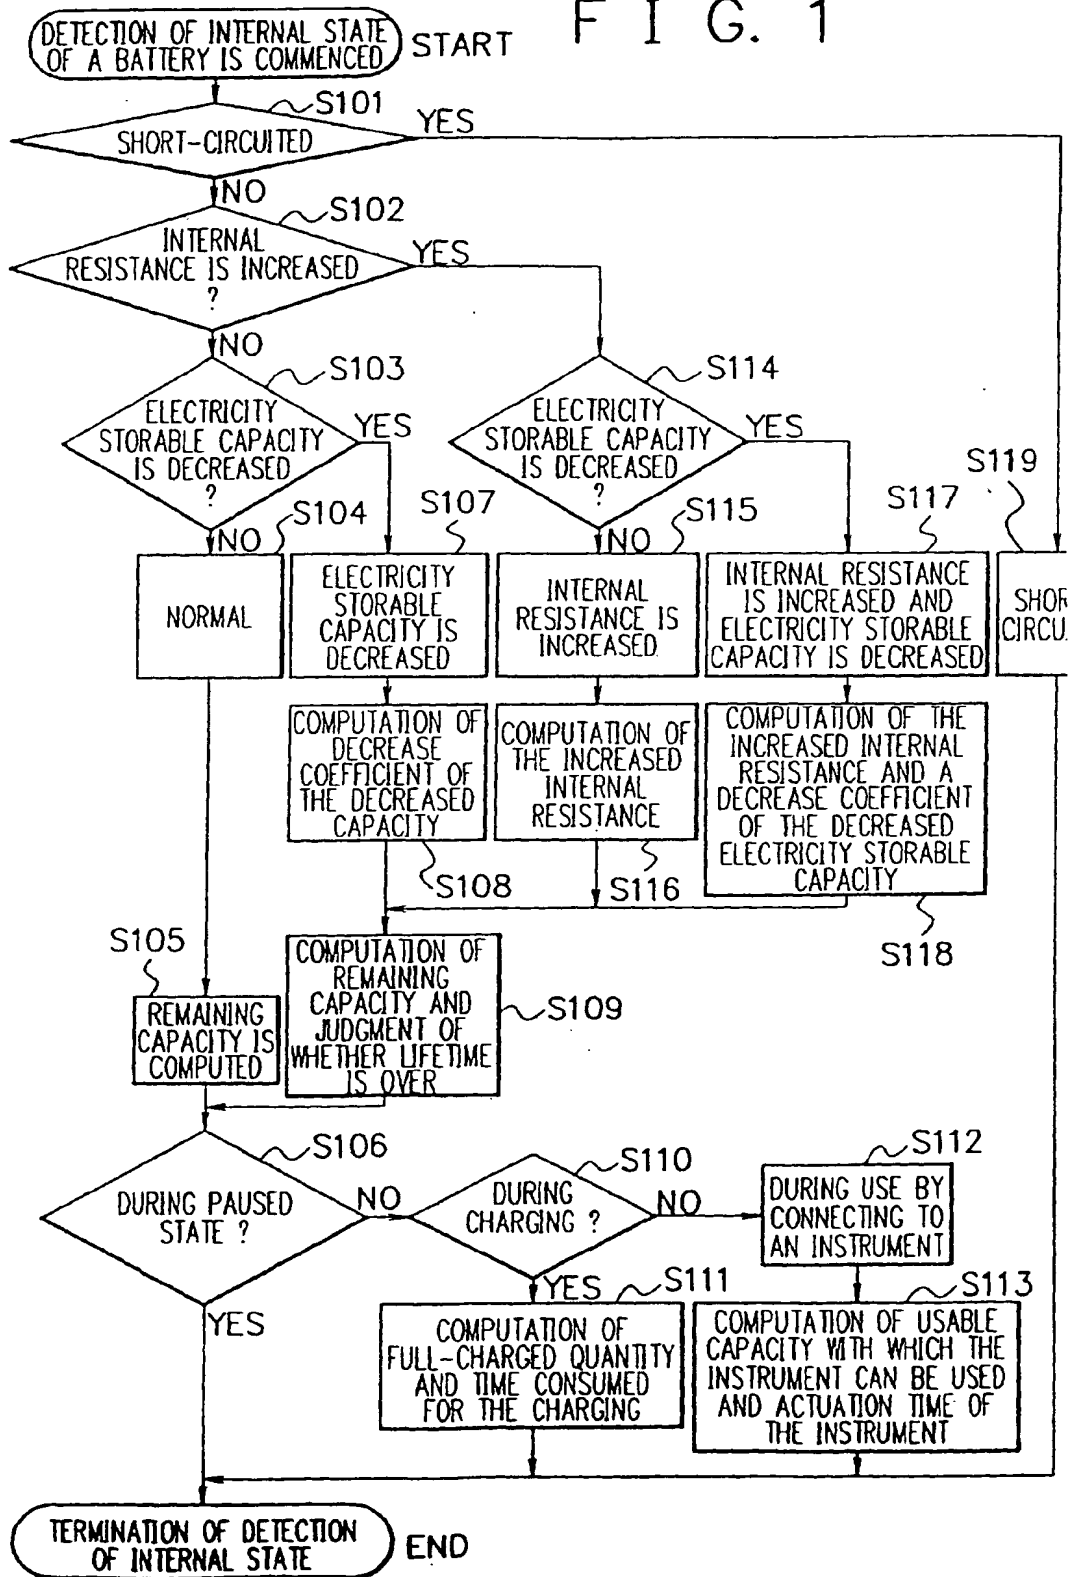 F I G. 1
DETECTION OF INTERNAL STATE
OF A BATTERY IS COMMENCED
START
S101
SHORT-CIRCUITED
YES
NO
S102
INTERNAL
RESISTANCE IS INCREASED
?
YES
NO
S103
ELECTRICITY
STORABLE CAPACITY
IS DECREASED
?
YES
NO
S114
ELECTRICITY
STORABLE CAPACITY
IS DECREASED
?
YES
NO
S104
NORMAL
S107
ELECTRICITY
STORABLE
CAPACITY IS
DECREASED
S115
INTERNAL
RESISTANCE IS
INCREASED
S117
INTERNAL RESISTANCE
IS INCREASED AND
ELECTRICITY STORABLE
CAPACITY IS DECREASED
S119
SHOR
CIRCU
COMPUTATION OF
DECREASE
COEFFICIENT OF
THE DECREASED
CAPACITY
S108
COMPUTATION OF
THE INCREASED
INTERNAL
RESISTANCE
S116
COMPUTATION OF THE
INCREASED INTERNAL
RESISTANCE AND A
DECREASE COEFFICIENT
OF THE DECREASED
ELECTRICITY STORABLE
CAPACITY
S118
S105
REMAINING
CAPACITY IS
COMPUTED
COMPUTATION OF
REMAINING
CAPACITY AND
JUDGMENT OF
WHETHER LIFETIME
IS OVER
S109
S106
DURING PAUSED
STATE ?
NO
YES
S110
DURING
CHARGING ?
NO
YES
S112
DURING USE BY
CONNECTING TO
AN INSTRUMENT
S111
COMPUTATION OF
FULL-CHARGED QUANTITY
AND TIME CONSUMED
FOR THE CHARGING
S113
COMPUTATION OF USABLE
CAPACITY WITH WHICH THE
INSTRUMENT CAN BE USED
AND ACTUATION TIME OF
THE INSTRUMENT
TERMINATION OF DETECTION
OF INTERNAL STATE
END